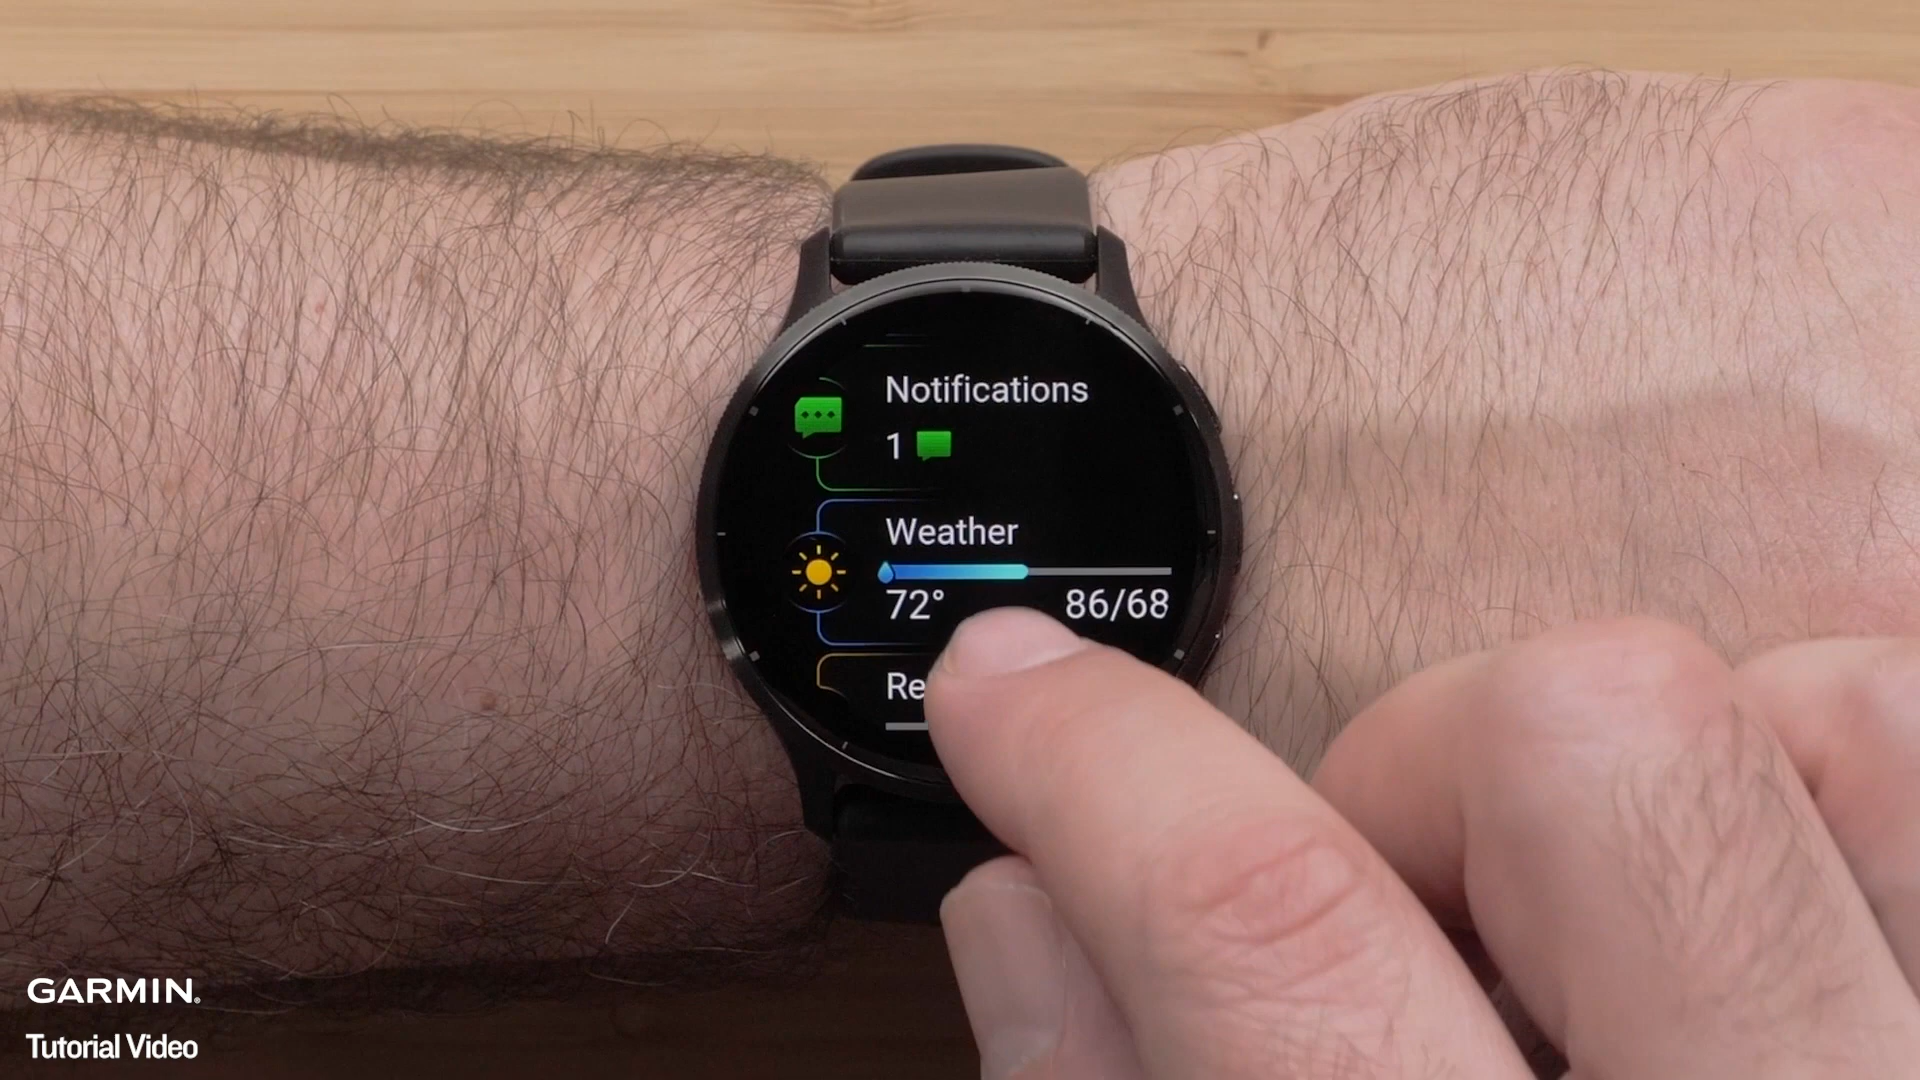 Notifications
1
Weather
72° 86/68
GARMIN.
Tutorial Video